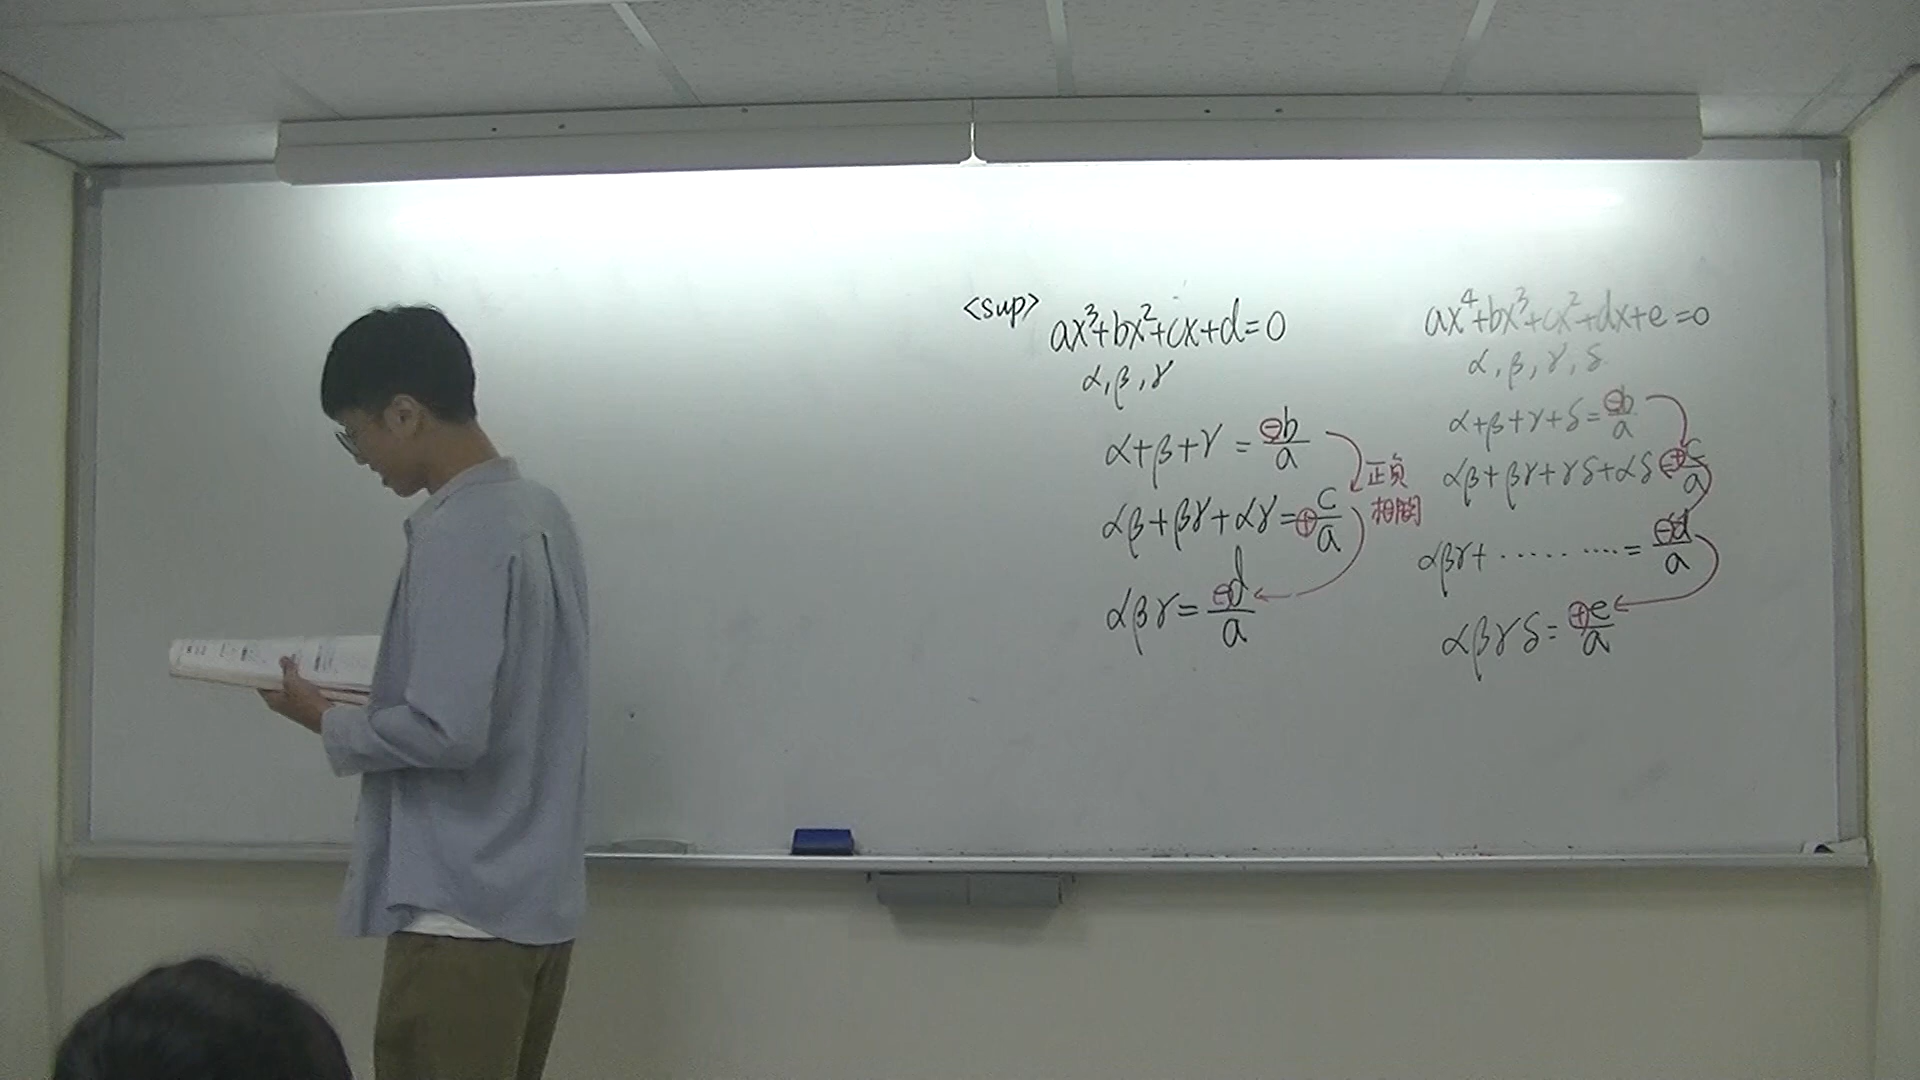 <sup>
ax³+bx²+cx+d=0
α, β, γ
α+β+γ = ⊖b/a
αβ+βγ+αγ=⊕c/a
αβγ=⊖d/a
正負
相間
ax⁴+bx³+cx²+dx+e=0
α, β, γ, δ
α+β+γ+δ=⊖b/a
αβ+βγ+γδ+αδ=⊕c/a
αβγ+·········=⊖d/a
αβγδ=⊕e/a